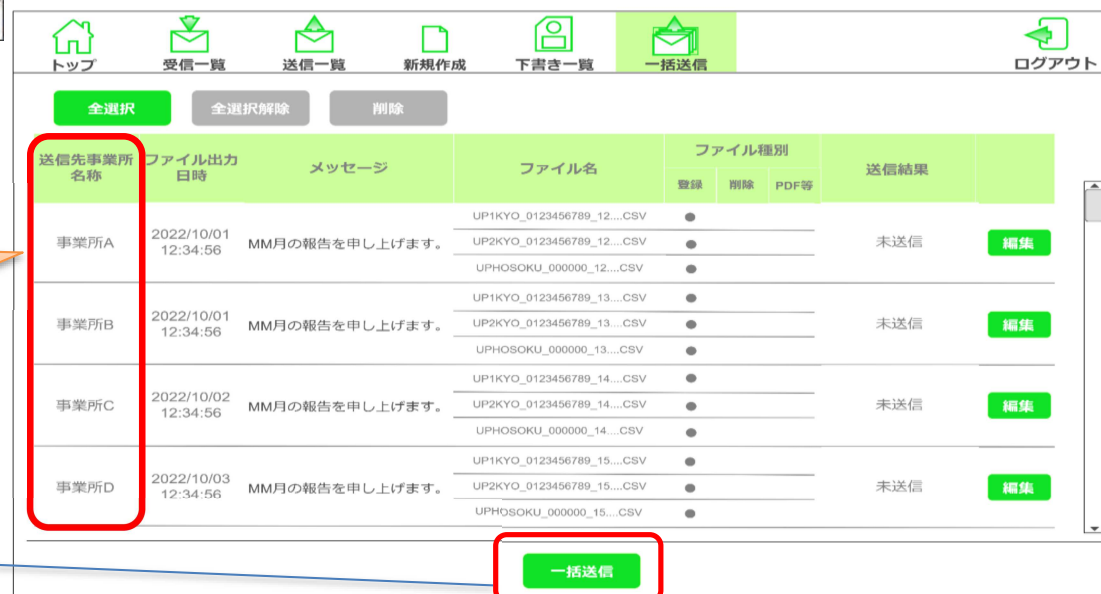 トップ
受信一覧
送信一覧
新規作成
下書き一覧
一括送信
ログアウト
全選択
全選択解除
削除
送信先事業所
名称
ファイル出力
日時
メッセージ
ファイル名
ファイル種別
登録
削除
PDF等
送信結果
事業所A
2022/10/01
12:34:56
MM月の報告を申し上げます。
UP1KYO_0123456789_12....CSV
●
UP2KYO_0123456789_12....CSV
●
UPHOSOKU_000000_12....CSV
●
未送信
編集
事業所B
2022/10/01
12:34:56
MM月の報告を申し上げます。
UP1KYO_0123456789_13....CSV
●
UP2KYO_0123456789_13....CSV
●
UPHOSOKU_000000_13....CSV
●
未送信
編集
事業所C
2022/10/02
12:34:56
MM月の報告を申し上げます。
UP1KYO_0123456789_14....CSV
●
UP2KYO_0123456789_14....CSV
●
UPHOSOKU_000000_14....CSV
●
未送信
編集
事業所D
2022/10/03
12:34:56
MM月の報告を申し上げます。
UP1KYO_0123456789_15....CSV
●
UP2KYO_0123456789_15....CSV
●
UPHOSOKU_000000_15....CSV
●
未送信
編集
一括送信